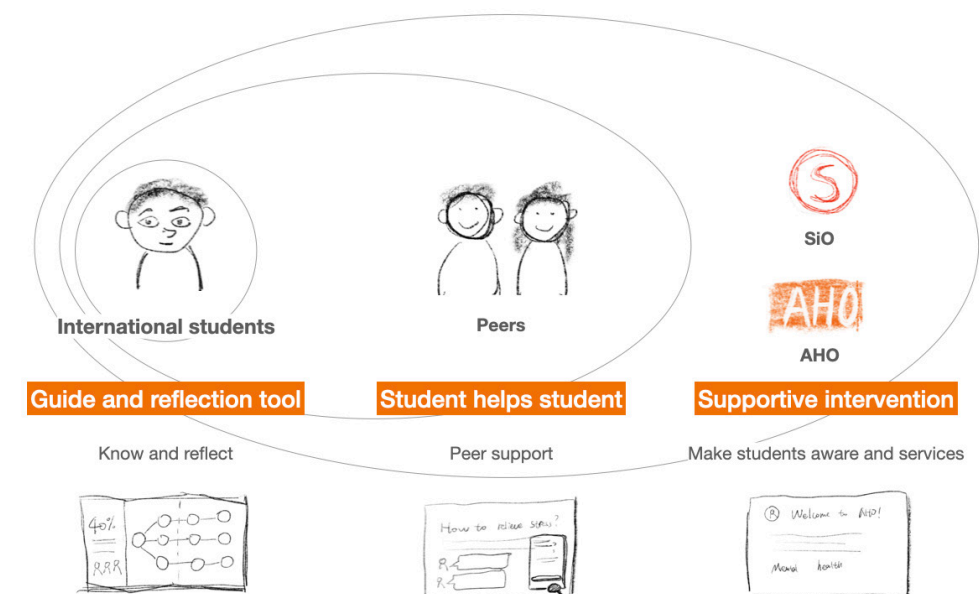 S
SiO
AHO
International students
Peers
AHO
Guide and reflection tool
Student helps student
Supportive intervention
Know and reflect
Peer support
Make students aware and services
40%
How to relieve stress?
Welcome to AHO!
Mental health